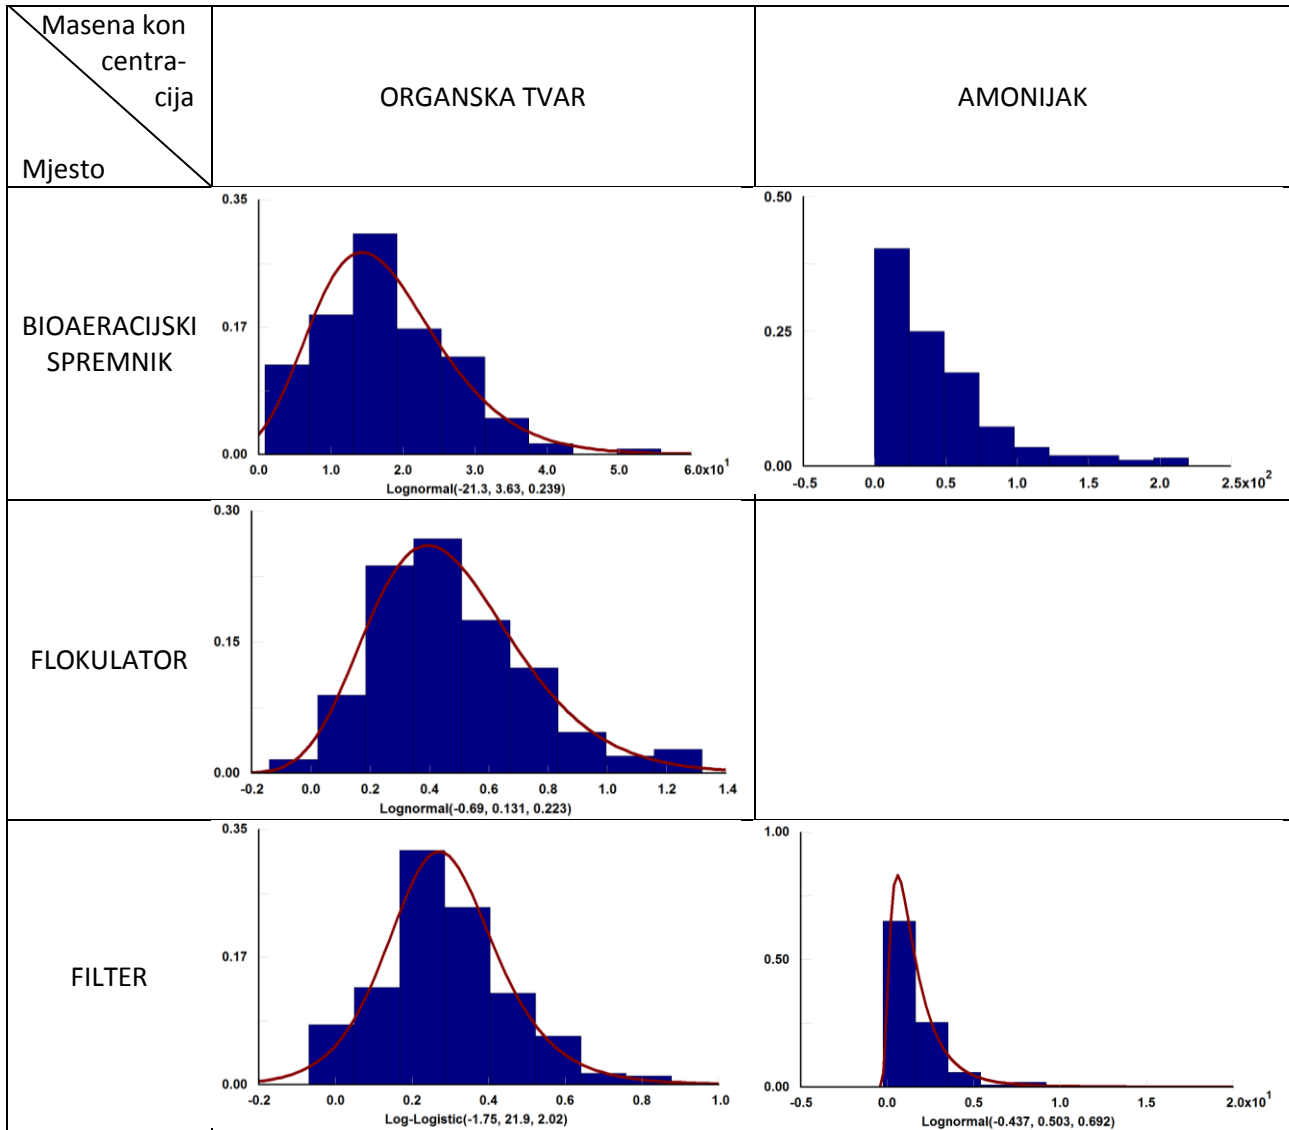 Masena kon
centra-
cija
Mjesto
ORGANSKA TVAR
AMONIJAK
BIOAERACIJSKI
SPREMNIK
0.35
0.17
0.00
0.0 1.0 2.0 3.0 4.0 5.0 6.0x10^1
Lognormal(-21.3, 3.63, 0.239)
0.50
0.25
0.00
-0.5 0.0 0.5 1.0 1.5 2.0 2.5x10^2
FLOKULATOR
0.30
0.15
0.00
-0.2 0.0 0.2 0.4 0.6 0.8 1.0 1.2 1.4
Lognormal(-0.69, 0.131, 0.223)
FILTER
0.35
0.17
0.00
-0.2 0.0 0.2 0.4 0.6 0.8 1.0
Log-Logistic(-1.75, 21.9, 2.02)
1.00
0.50
0.00
-0.5 0.0 0.5 1.0 1.5 2.0x10^1
Lognormal(-0.437, 0.503, 0.692)